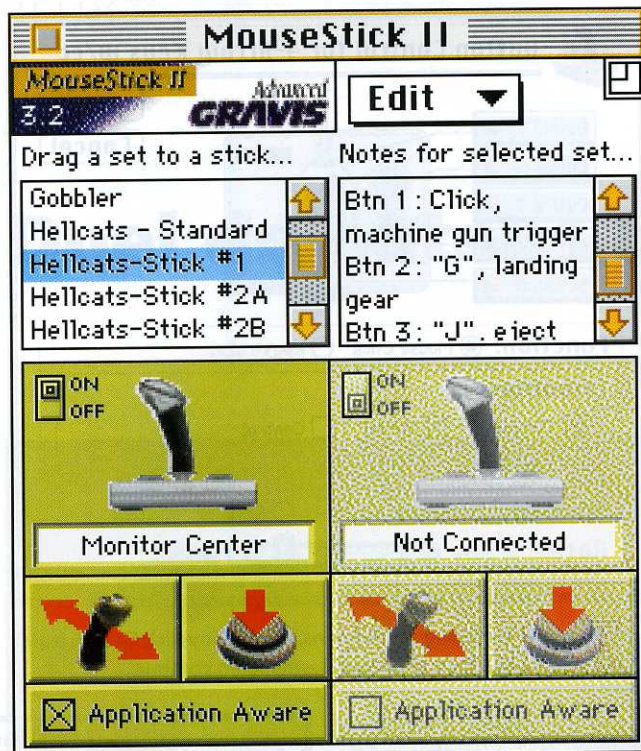 MouseStick II
MouseStick II
3.2
Advanced
GRAVIS
Edit
Drag a set to a stick...
Notes for selected set...
Gobbler
Hellcats - Standard
Hellcats-Stick #1
Hellcats-Stick #2A
Hellcats-Stick #2B
Btn 1: Click,
machine gun trigger
Btn 2: "G", landing
gear
Btn 3: "J". eject
ON
OFF
ON
OFF
Monitor Center
Not Connected
Application Aware
Application Aware